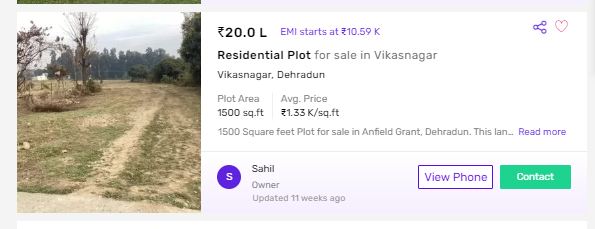 ₹20.0 L EMI starts at ₹10.59 K
Residential Plot for sale in Vikasnagar
Vikasnagar, Dehradun
Plot Area Avg. Price
1500 sq.ft ₹1.33 K/sq.ft
1500 Square feet Plot for sale in Anfield Grant, Dehradun. This lan... Read more
S Sahil
Owner
Updated 11 weeks ago
View Phone Contact